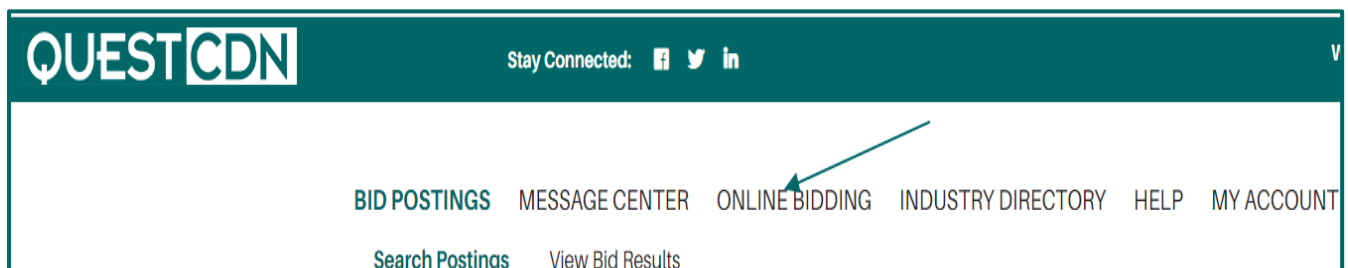 QUESTCDN Stay Connected:
BID POSTINGS MESSAGE CENTER ONLINE BIDDING INDUSTRY DIRECTORY HELP MY ACCOUNT
Search Postings View Bid Results